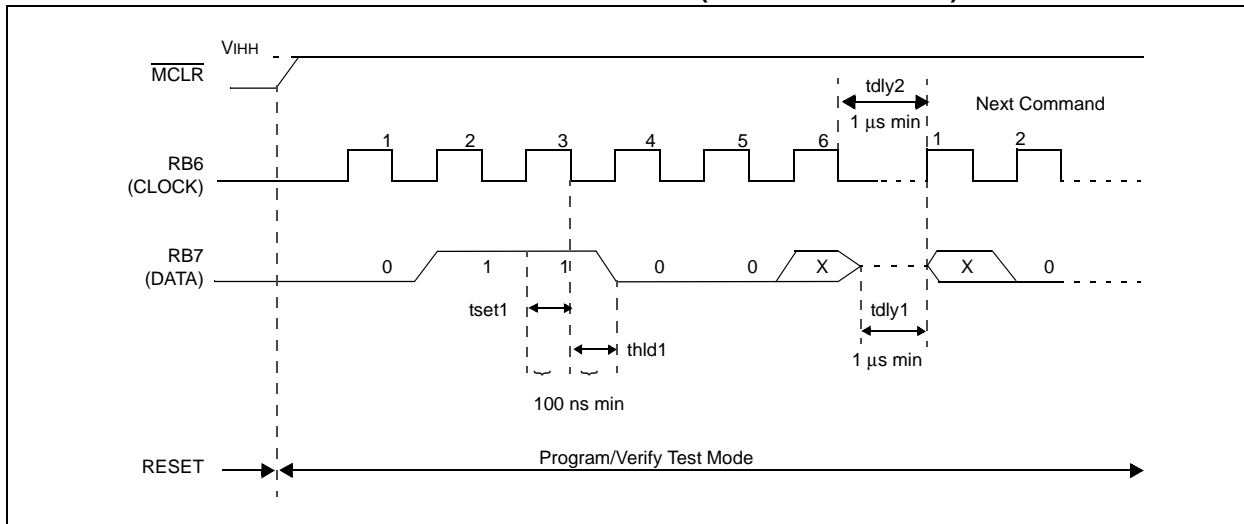 VIHH
MCLR
tdly2
Next Command
1 µs min
1 2 3 4 5 6 1 2
RB6
(CLOCK)
RB7
(DATA)
0 1 1 0 0 X X 0
tset1
tdly1
thld1
1 µs min
100 ns min
RESET
Program/Verify Test Mode